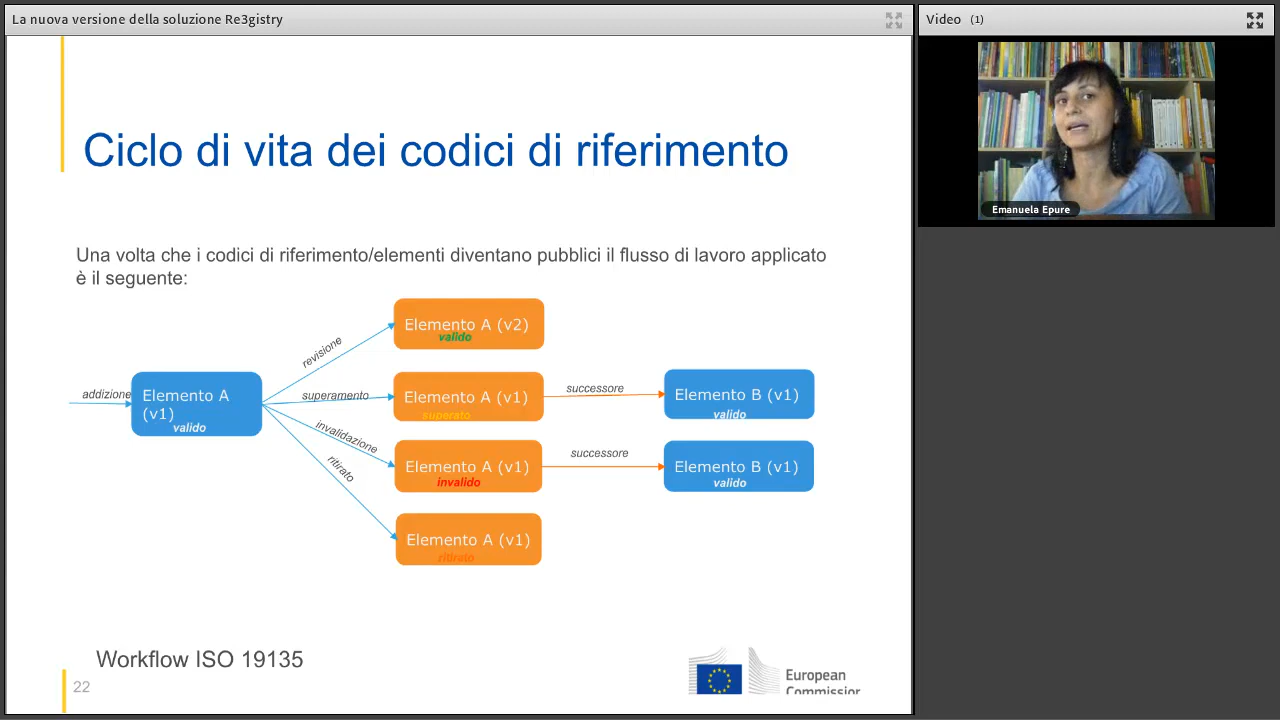 La nuova versione della soluzione Re3gistry
Video (1)
Emanuela Epure
Ciclo di vita dei codici di riferimento
Una volta che i codici di riferimento/elementi diventano pubblici il flusso di lavoro applicato
è il seguente:
addizione
Elemento A
(v1)
valido
revisione
Elemento A (v2)
valido
superamento
Elemento A (v1)
superato
successore
Elemento B (v1)
valido
invalidazione
Elemento A (v1)
invalido
successore
Elemento B (v1)
valido
ritirato
Elemento A (v1)
ritirato
Workflow ISO 19135
22
European
Commission